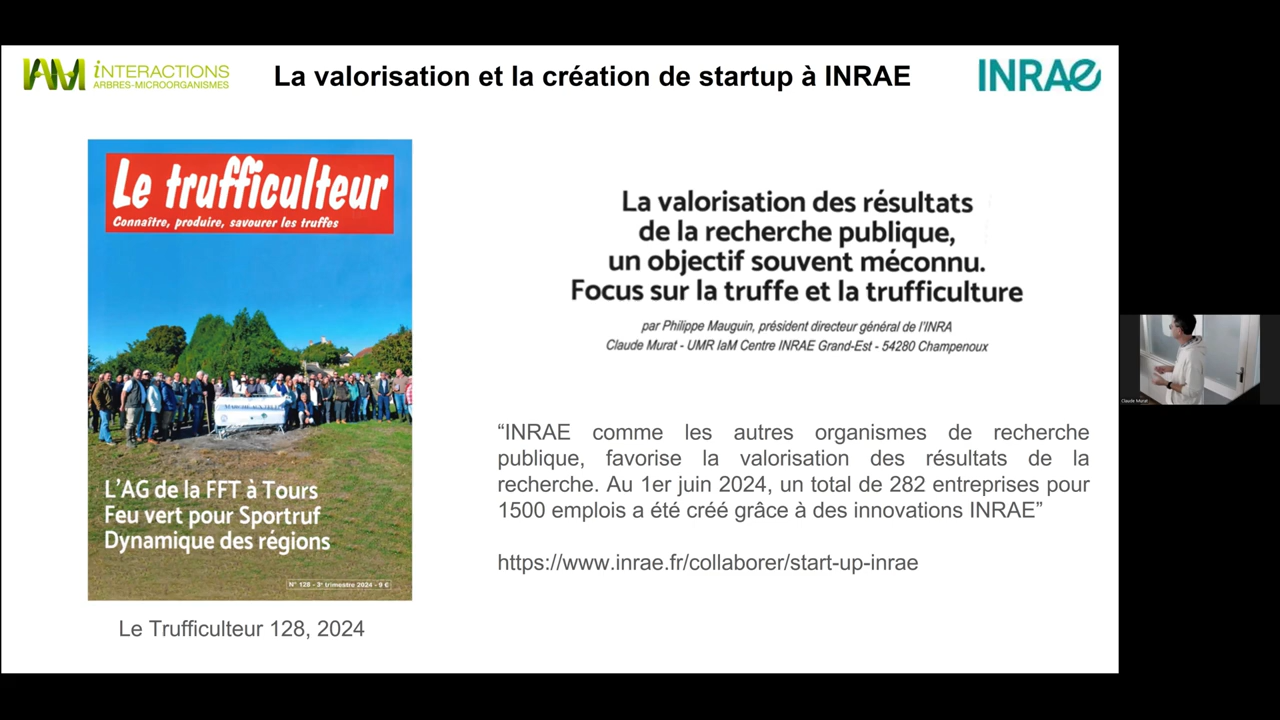 IAM iNTERACTIONS
ARBRES-MICROORGANISMES
La valorisation et la création de startup à INRAE
INRAE
Le trufficulteur
Connaître, produire, savourer les truffes
L'AG de la FFT à Tours
Feu vert pour Sportruf
Dynamique des régions
N° 128 - 3e trimestre 2024 - 9 €
Le Trufficulteur 128, 2024
La valorisation des résultats
de la recherche publique,
un objectif souvent méconnu.
Focus sur la truffe et la trufficulture
par Philippe Mauguin, président directeur général de l'INRA
Claude Murat - UMR IaM Centre INRAE Grand-Est - 54280 Champenoux
“INRAE comme les autres organismes de recherche
publique, favorise la valorisation des résultats de la
recherche. Au 1er juin 2024, un total de 282 entreprises pour
1500 emplois a été créé grâce à des innovations INRAE”
https://www.inrae.fr/collaborer/start-up-inrae
Claude Murat